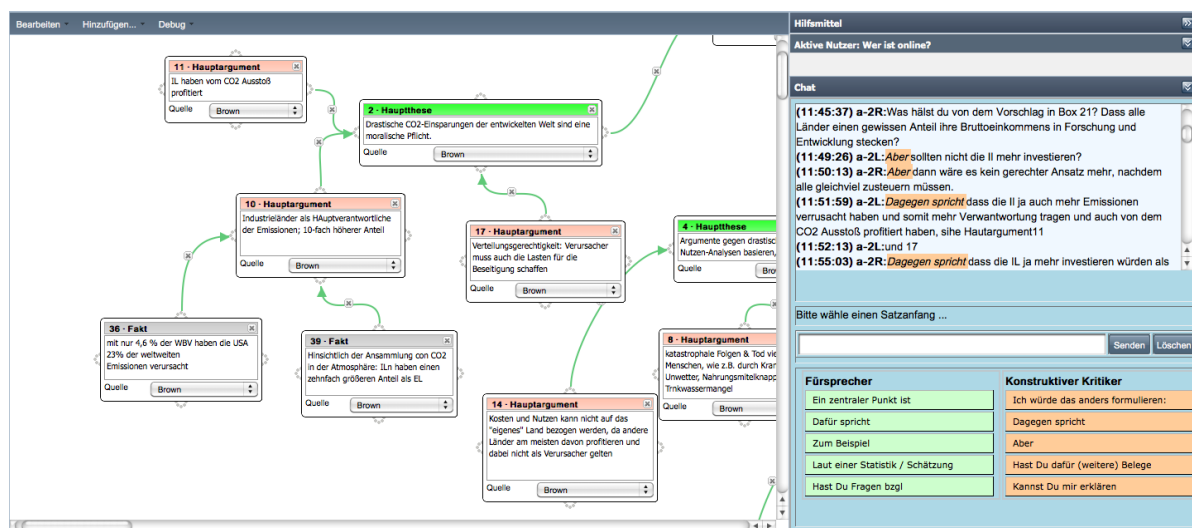 Bearbeiten Hinzufügen... Debug
11 - Hauptargument
IL haben vom CO2 Ausstoß
profitiert
Quelle Brown
2 - Hauptthese
Drastische CO2-Einsparungen der entwickelten Welt sind eine
moralische Pflicht.
Quelle Brown
10 - Hauptargument
Industrieländer als HAuptverantwortliche
der Emissionen; 10-fach höherer Anteil
Quelle Brown
17 - Hauptargument
Verteilungsgerechtigkeit: Verursacher
muss auch die Lasten für die
Beseitigung schaffen
Quelle Brown
4 - Hauptthese
Argumente gegen drastisc
Nutzen-Analysen basieren,
Quelle Brow
36 - Fakt
mit nur 4,6 % der WBV haben die USA
23% der weltweiten
Emissionen verursacht
Quelle Brown
39 - Fakt
Hinsichtlich der Ansammlung con CO2
in der Atmosphäre: ILn haben einen
zehnfach größeren Anteil als EL
Quelle Brown
8 - Hauptargument
katastrophale Folgen & Tod vie
Menschen, wie z.B. durch Kran
Unwetter, Nahrungsmitelknapp
Trnkwassermangel
Quelle Brown
14 - Hauptargument
Kosten und Nutzen kann nicht auf das
"eigenes" Land bezogen werden, da andere
Länder am meisten davon profitieren und
dabei nicht als Verursacher gelten
Quelle Brown
Hilfsmittel
Aktive Nutzer: Wer ist online?
Chat
(11:45:37) a-2R:Was hälst du von dem Vorschlag in Box 21? Dass alle
Länder einen gewissen Anteil ihre Bruttoeinkommens in Forschung und
Entwicklung stecken?
(11:49:26) a-2L:Aber sollten nicht die Il mehr investieren?
(11:50:13) a-2R:Aber dann wäre es kein gerechter Ansatz mehr, nachdem
alle gleichviel zusteuern müssen.
(11:51:59) a-2L:Dagegen spricht dass die Il ja auch mehr Emissionen
verrusacht haben und somit mehr Verwantwortung tragen und auch von dem
CO2 Ausstoß profitiert haben, sihe Hautargument11
(11:52:13) a-2L:und 17
(11:55:03) a-2R:Dagegen spricht dass die IL ja mehr investieren würden als
Bitte wähle einen Satzanfang ...
Senden Löschen
Fürsprecher
Ein zentraler Punkt ist
Dafür spricht
Zum Beispiel
Laut einer Statistik / Schätzung
Hast Du Fragen bzgl
Konstruktiver Kritiker
Ich würde das anders formulieren:
Dagegen spricht
Aber
Hast Du dafür (weitere) Belege
Kannst Du mir erklären